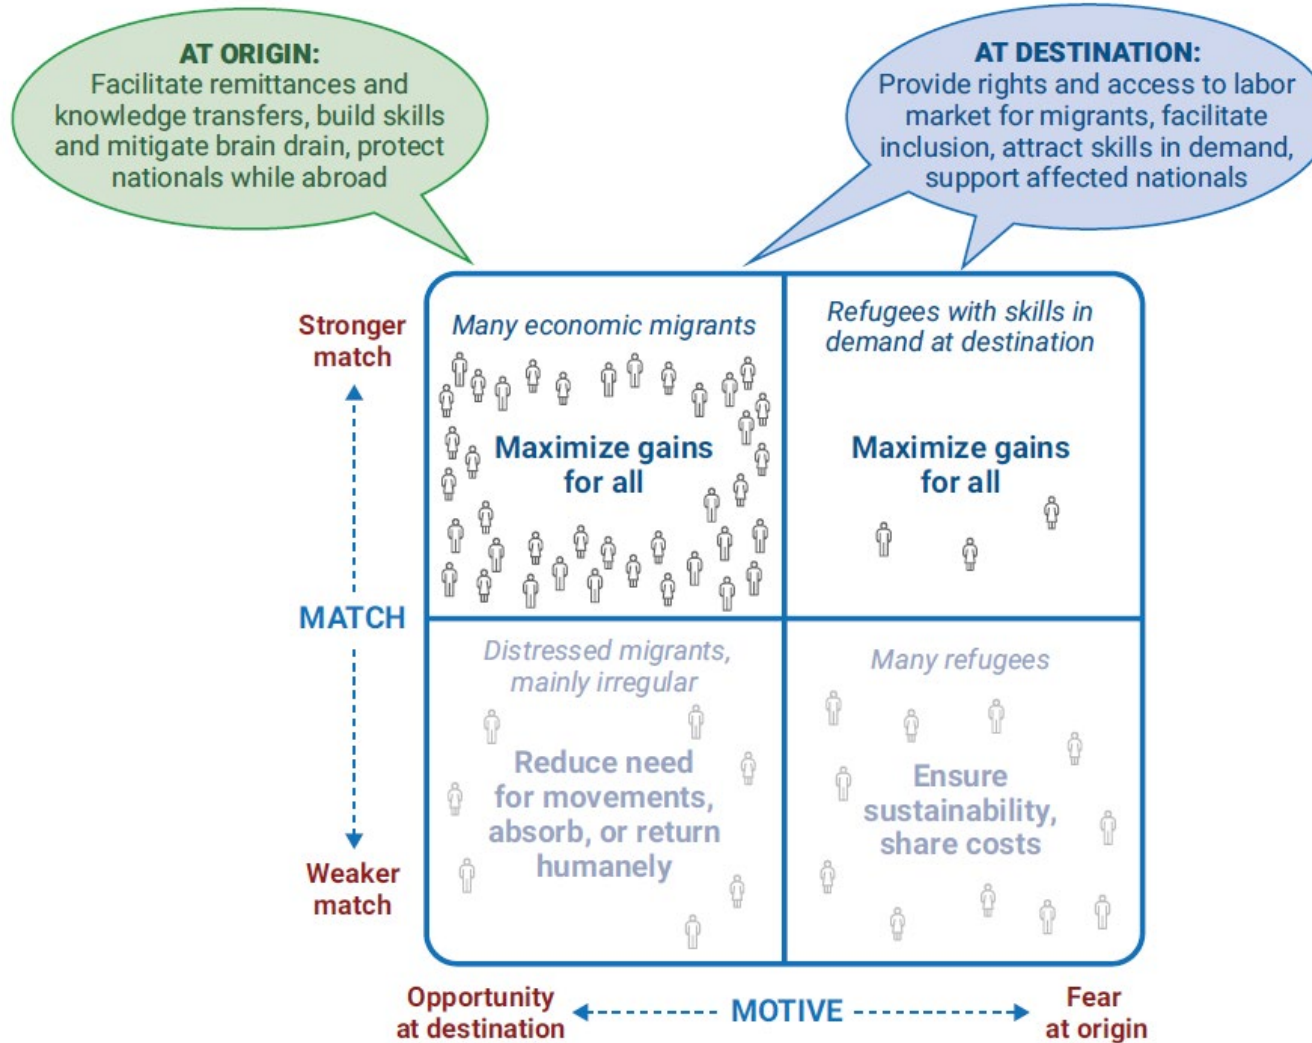 AT ORIGIN:
Facilitate remittances and
knowledge transfers, build skills
and mitigate brain drain, protect
nationals while abroad
AT DESTINATION:
Provide rights and access to labor
market for migrants, facilitate
inclusion, attract skills in demand,
support affected nationals
Stronger
match
MATCH
Weaker
match
Many economic migrants
Maximize gains
for all
Refugees with skills in
demand at destination
Maximize gains
for all
Distressed migrants,
mainly irregular
Reduce need
for movements,
absorb, or return
humanely
Many refugees
Ensure
sustainability,
share costs
Opportunity
at destination
MOTIVE
Fear
at origin